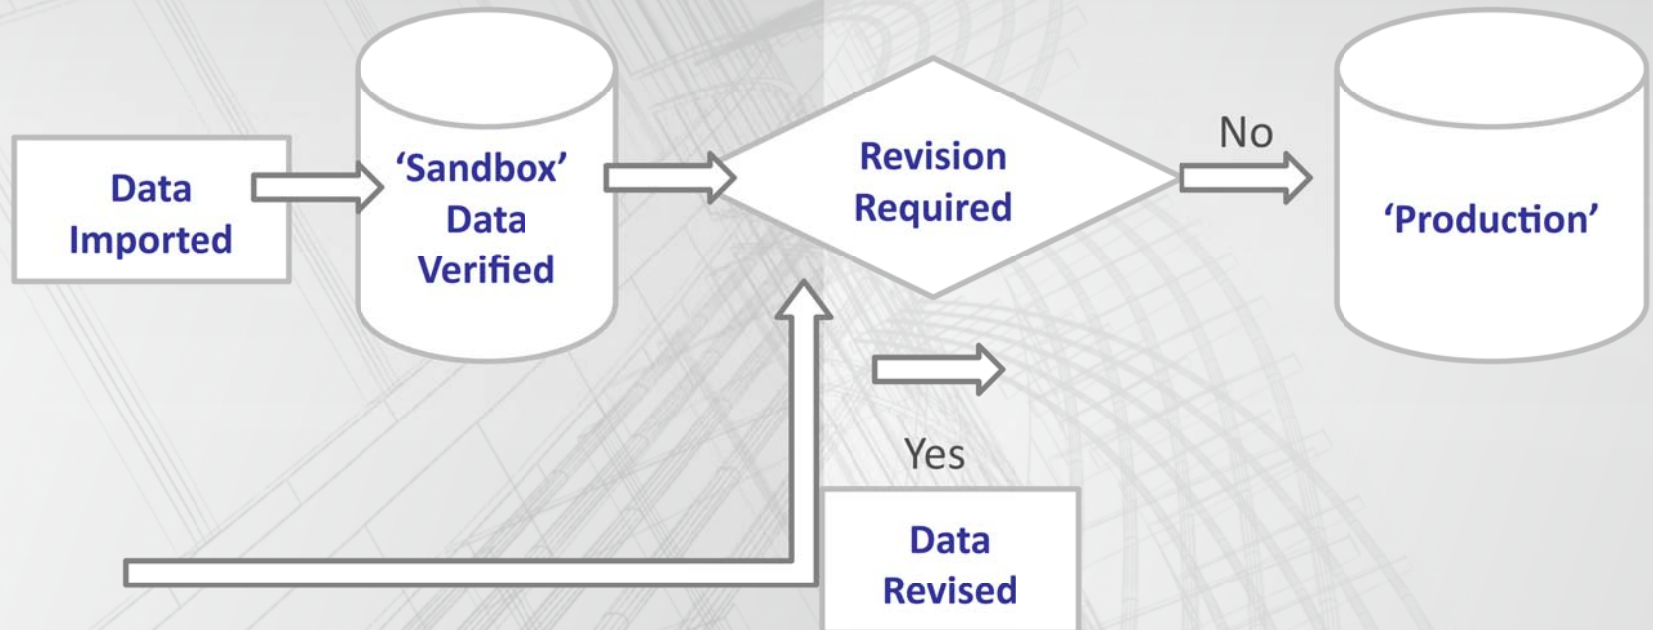 Data
Imported
‘Sandbox’
Data
Verified
Revision
Required
No
‘Production’
Yes
Data
Revised